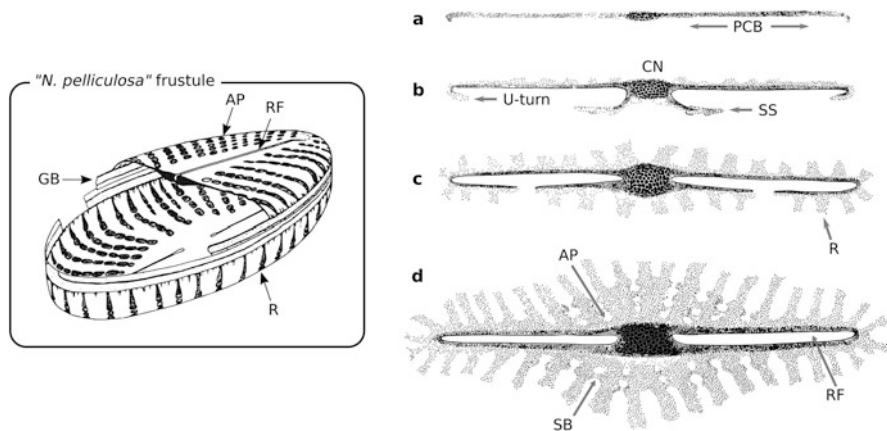 "N. pelliculosa" frustule
AP
RF
GB
R
a
PCB
b
CN
U-turn
SS
c
R
d
AP
RF
SB